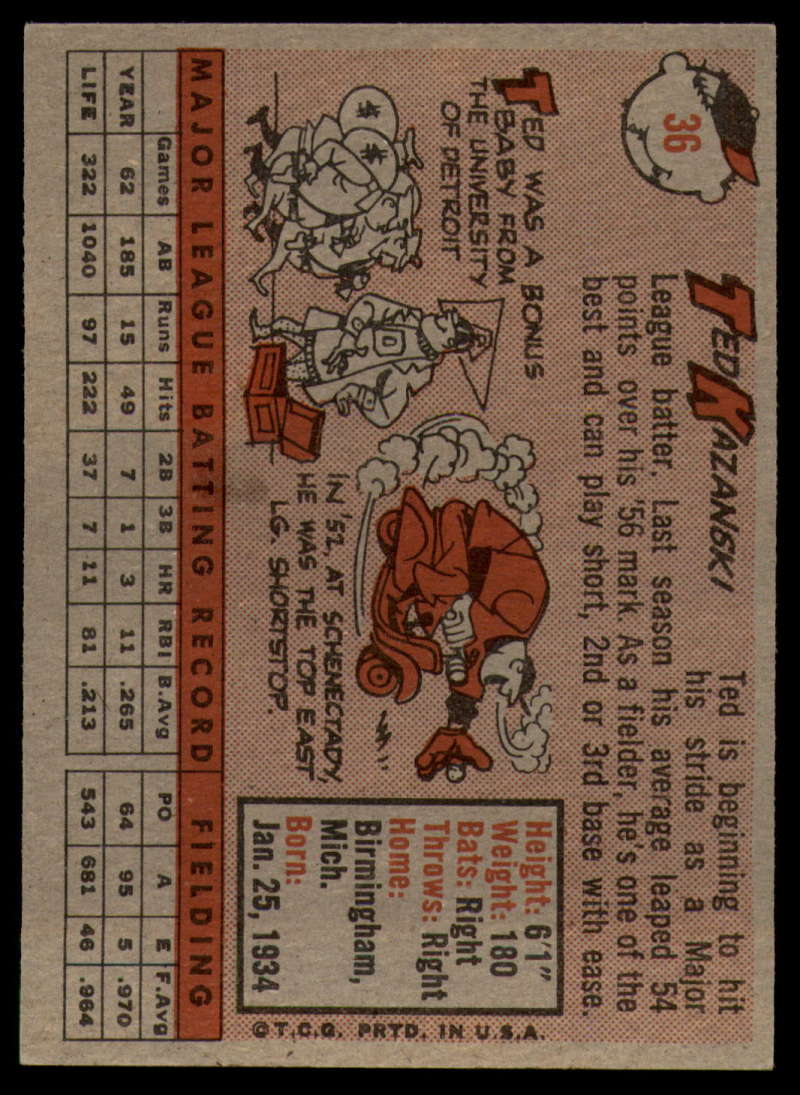 36
TED KAZANSKI
Ted is beginning to hit
his stride as a Major
League batter. Last season his average leaped 54
points over his '56 mark. As a fielder, he's one of the
best and can play short, 2nd or 3rd base with ease.
TED WAS A BONUS
BABY FROM
THE UNIVERSITY
OF DETROIT
$
$
IN '52, AT SCHENECTADY,
HE WAS THE TOP EAST
LG. SHORTSTOP.
Height: 6'1"
Weight: 180
Bats: Right
Throws: Right
Home:
Birmingham,
Mich.
Born:
Jan. 25, 1934
©T.C.G. PRTD. IN U.S.A.
MAJOR LEAGUE BATTING RECORD FIELDING
Games AB Runs Hits 2B 3B HR RBI B.Avg PO A E F.Avg
YEAR 62 185 15 49 7 1 3 11 .265 64 95 5 .970
LIFE 322 1040 97 222 37 7 11 81 .213 543 681 46 .964